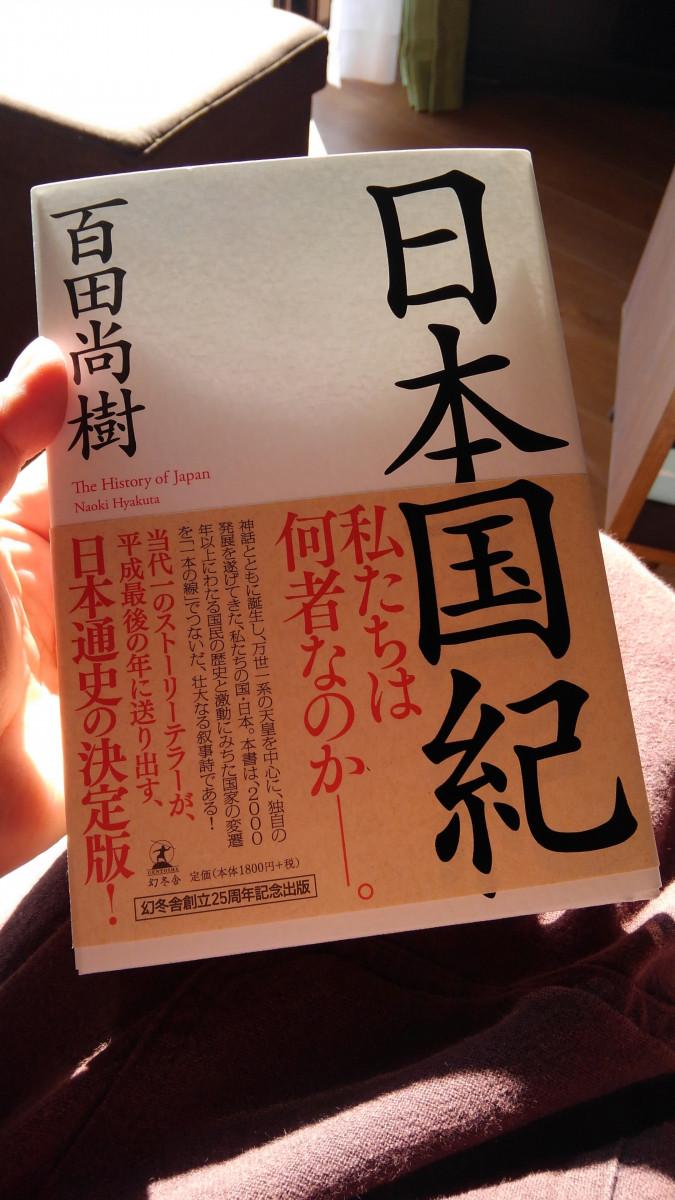 日本国紀
百田尚樹
The History of Japan
Naoki Hyakuta
私たちは
何者なのか——。
神話とともに誕生し、万世一系の天皇を中心に、独自の
発展を遂げてきた、私たちの国・日本。本書は、2000
年以上にわたる国民の歴史と激動にみちた国家の変遷
を「一本の線」でつないだ、壮大なる叙事詩である!
当代一のストーリーテラーが、
平成最後の年に送り出す、
日本通史の決定版!
GENTOSHA
幻冬舎
定価(本体1800円+税)
幻冬舎創立25周年記念出版